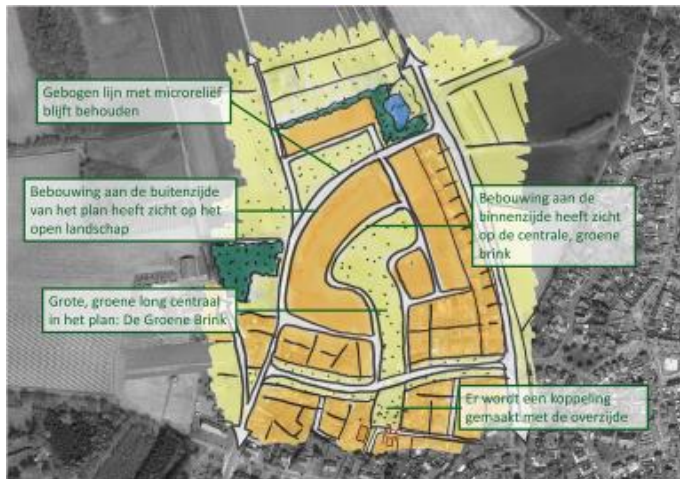 Gebogen lijn met microreliëf
blijft behouden
Bebouwing aan de buitenzijde
van het plan heeft zicht op het
open landschap
Bebouwing aan de
binnenzijde heeft zicht
op de centrale, groene
brink
Grote, groene long centraal
in het plan: De Groene Brink
Er wordt een koppeling
gemaakt met de overzijde